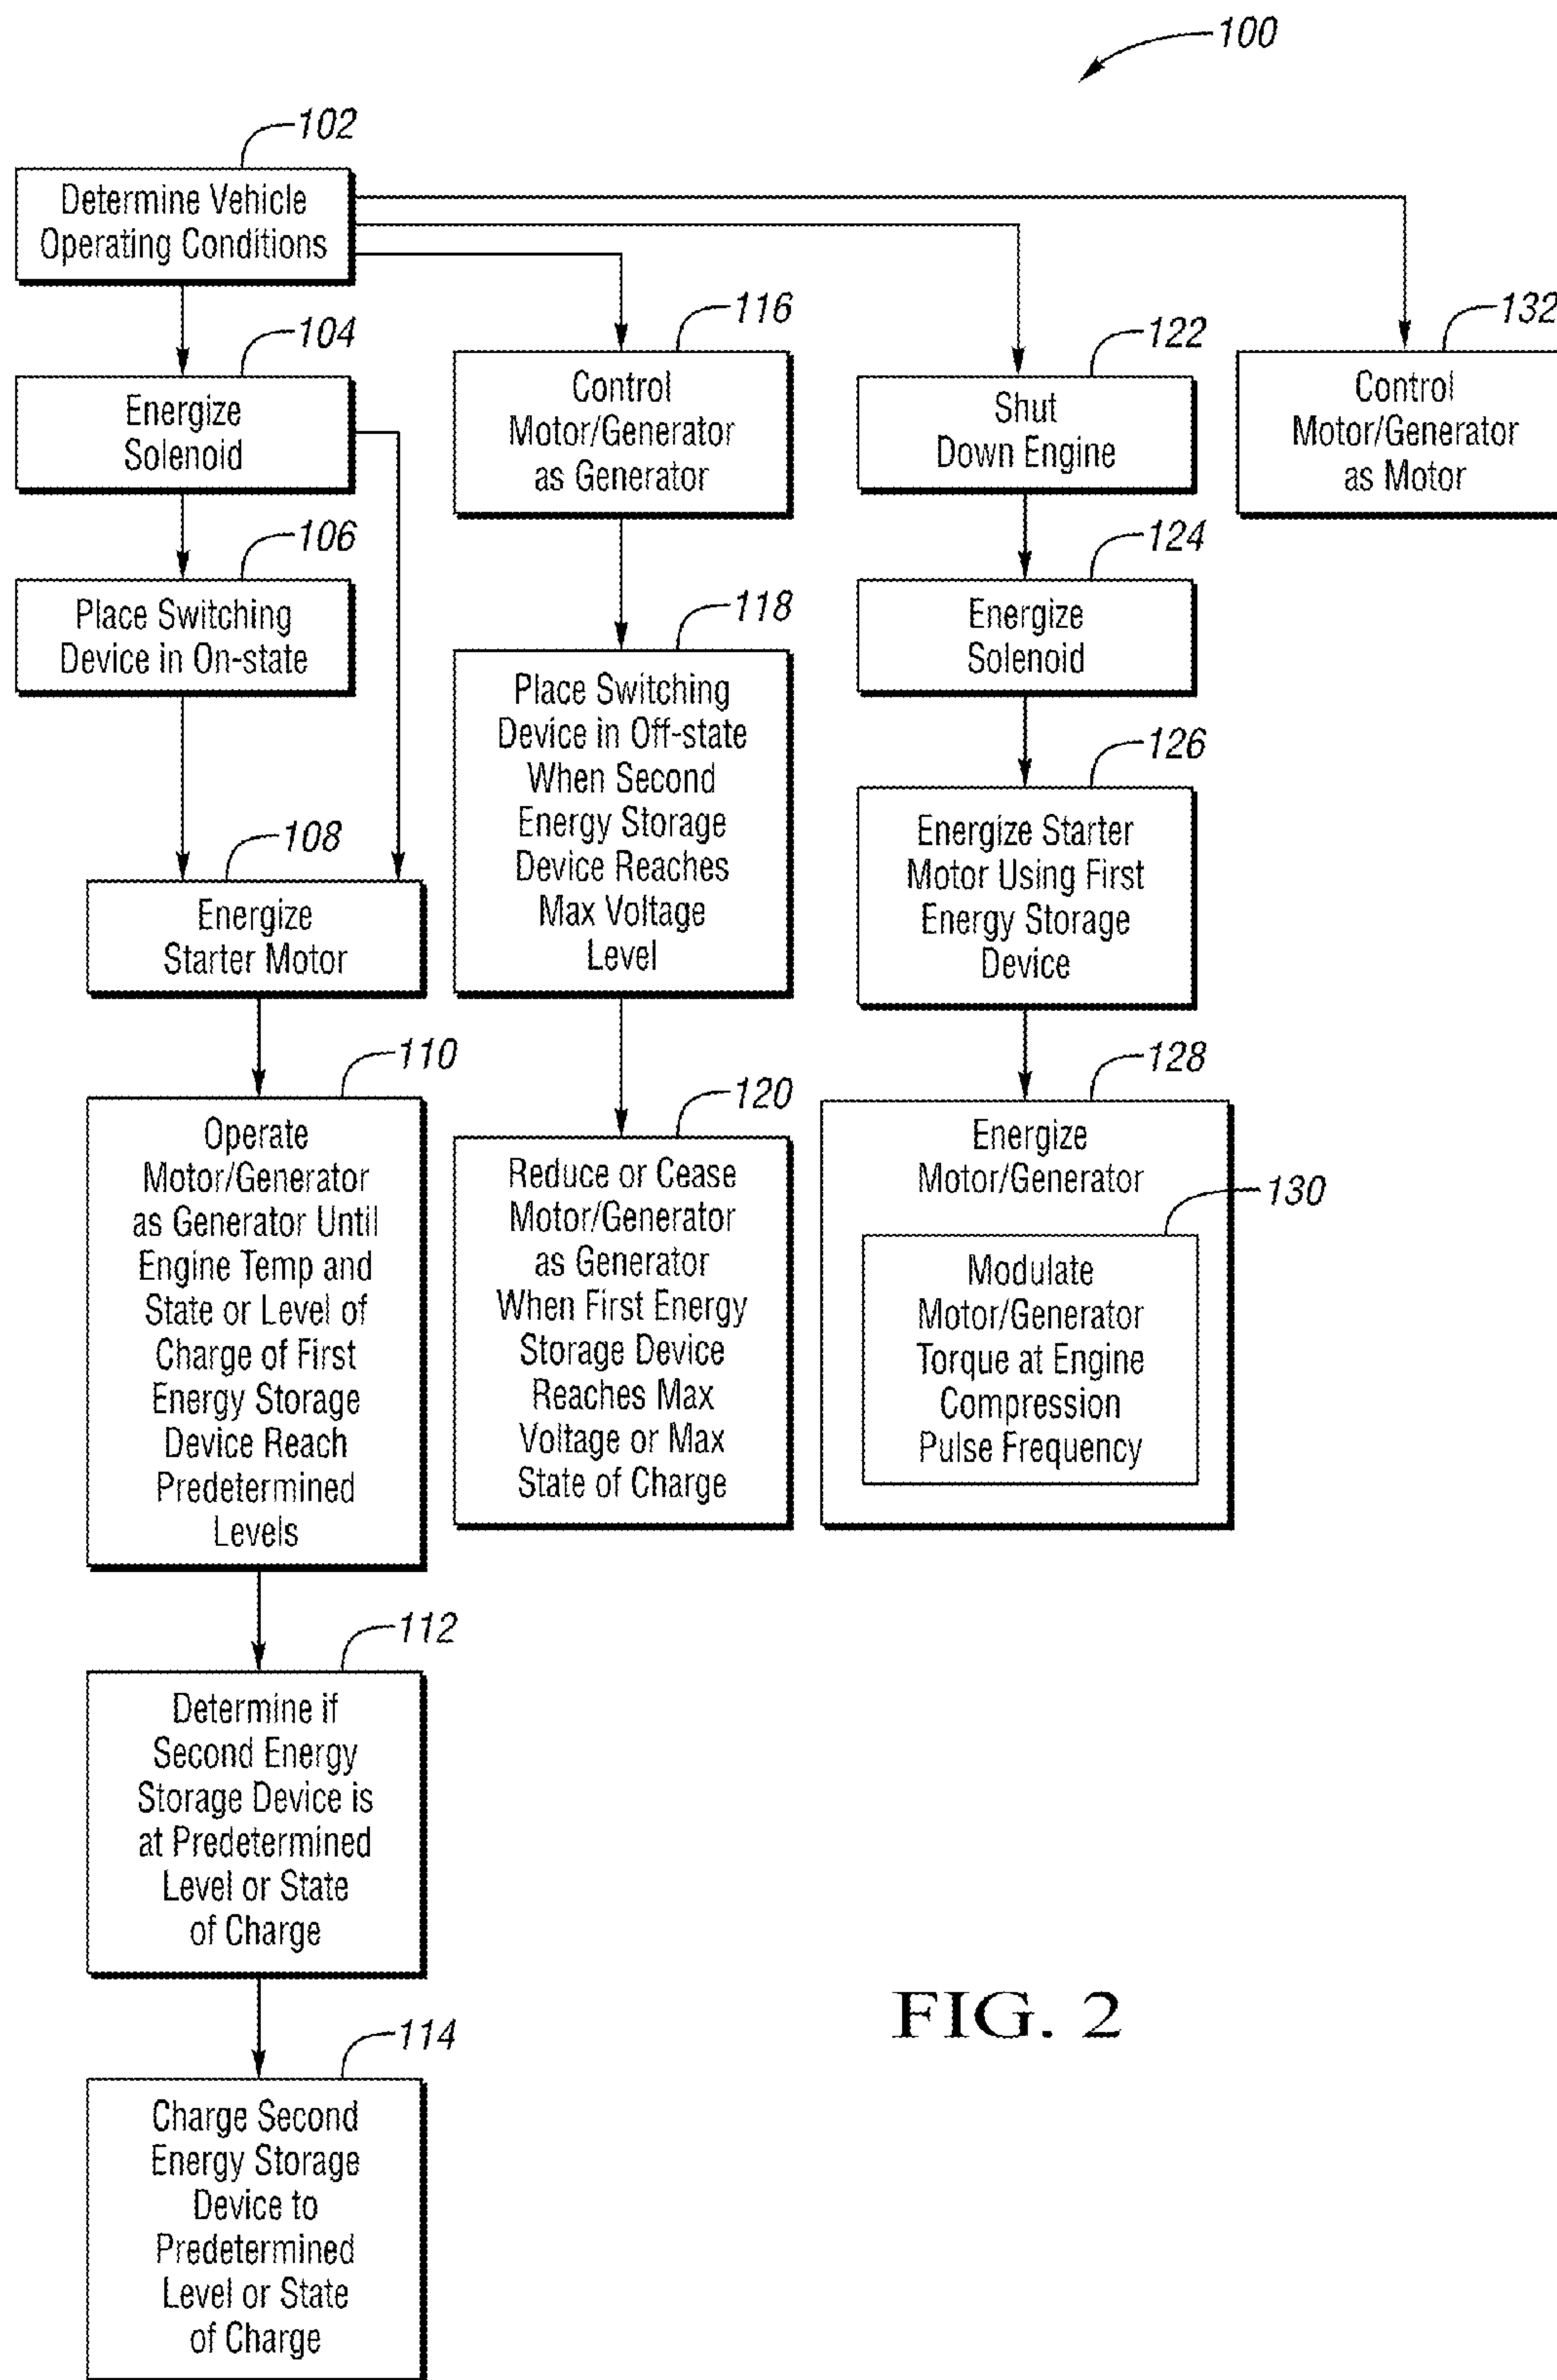 100
102
Determine Vehicle
Operating Conditions
104
Energize
Solenoid
106
Place Switching
Device in On-state
108
Energize
Starter Motor
110
Operate
Motor/Generator
as Generator Until
Engine Temp and
State or Level of
Charge of First
Energy Storage
Device Reach
Predetermined
Levels
112
Determine if
Second Energy
Storage Device is
at Predetermined
Level or State
of Charge
114
Charge Second
Energy Storage
Device to
Predetermined
Level or State
of Charge
116
Control
Motor/Generator
as Generator
118
Place Switching
Device in Off-state
When Second
Energy Storage
Device Reaches
Max Voltage
Level
120
Reduce or Cease
Motor/Generator
as Generator
When First Energy
Storage Device
Reaches Max
Voltage or Max
State of Charge
122
Shut
Down Engine
124
Energize
Solenoid
126
Energize Starter
Motor Using First
Energy Storage
Device
128
Energize
Motor/Generator
130
Modulate
Motor/Generator
Torque at Engine
Compression
Pulse Frequency
132
Control
Motor/Generator
as Motor
FIG. 2